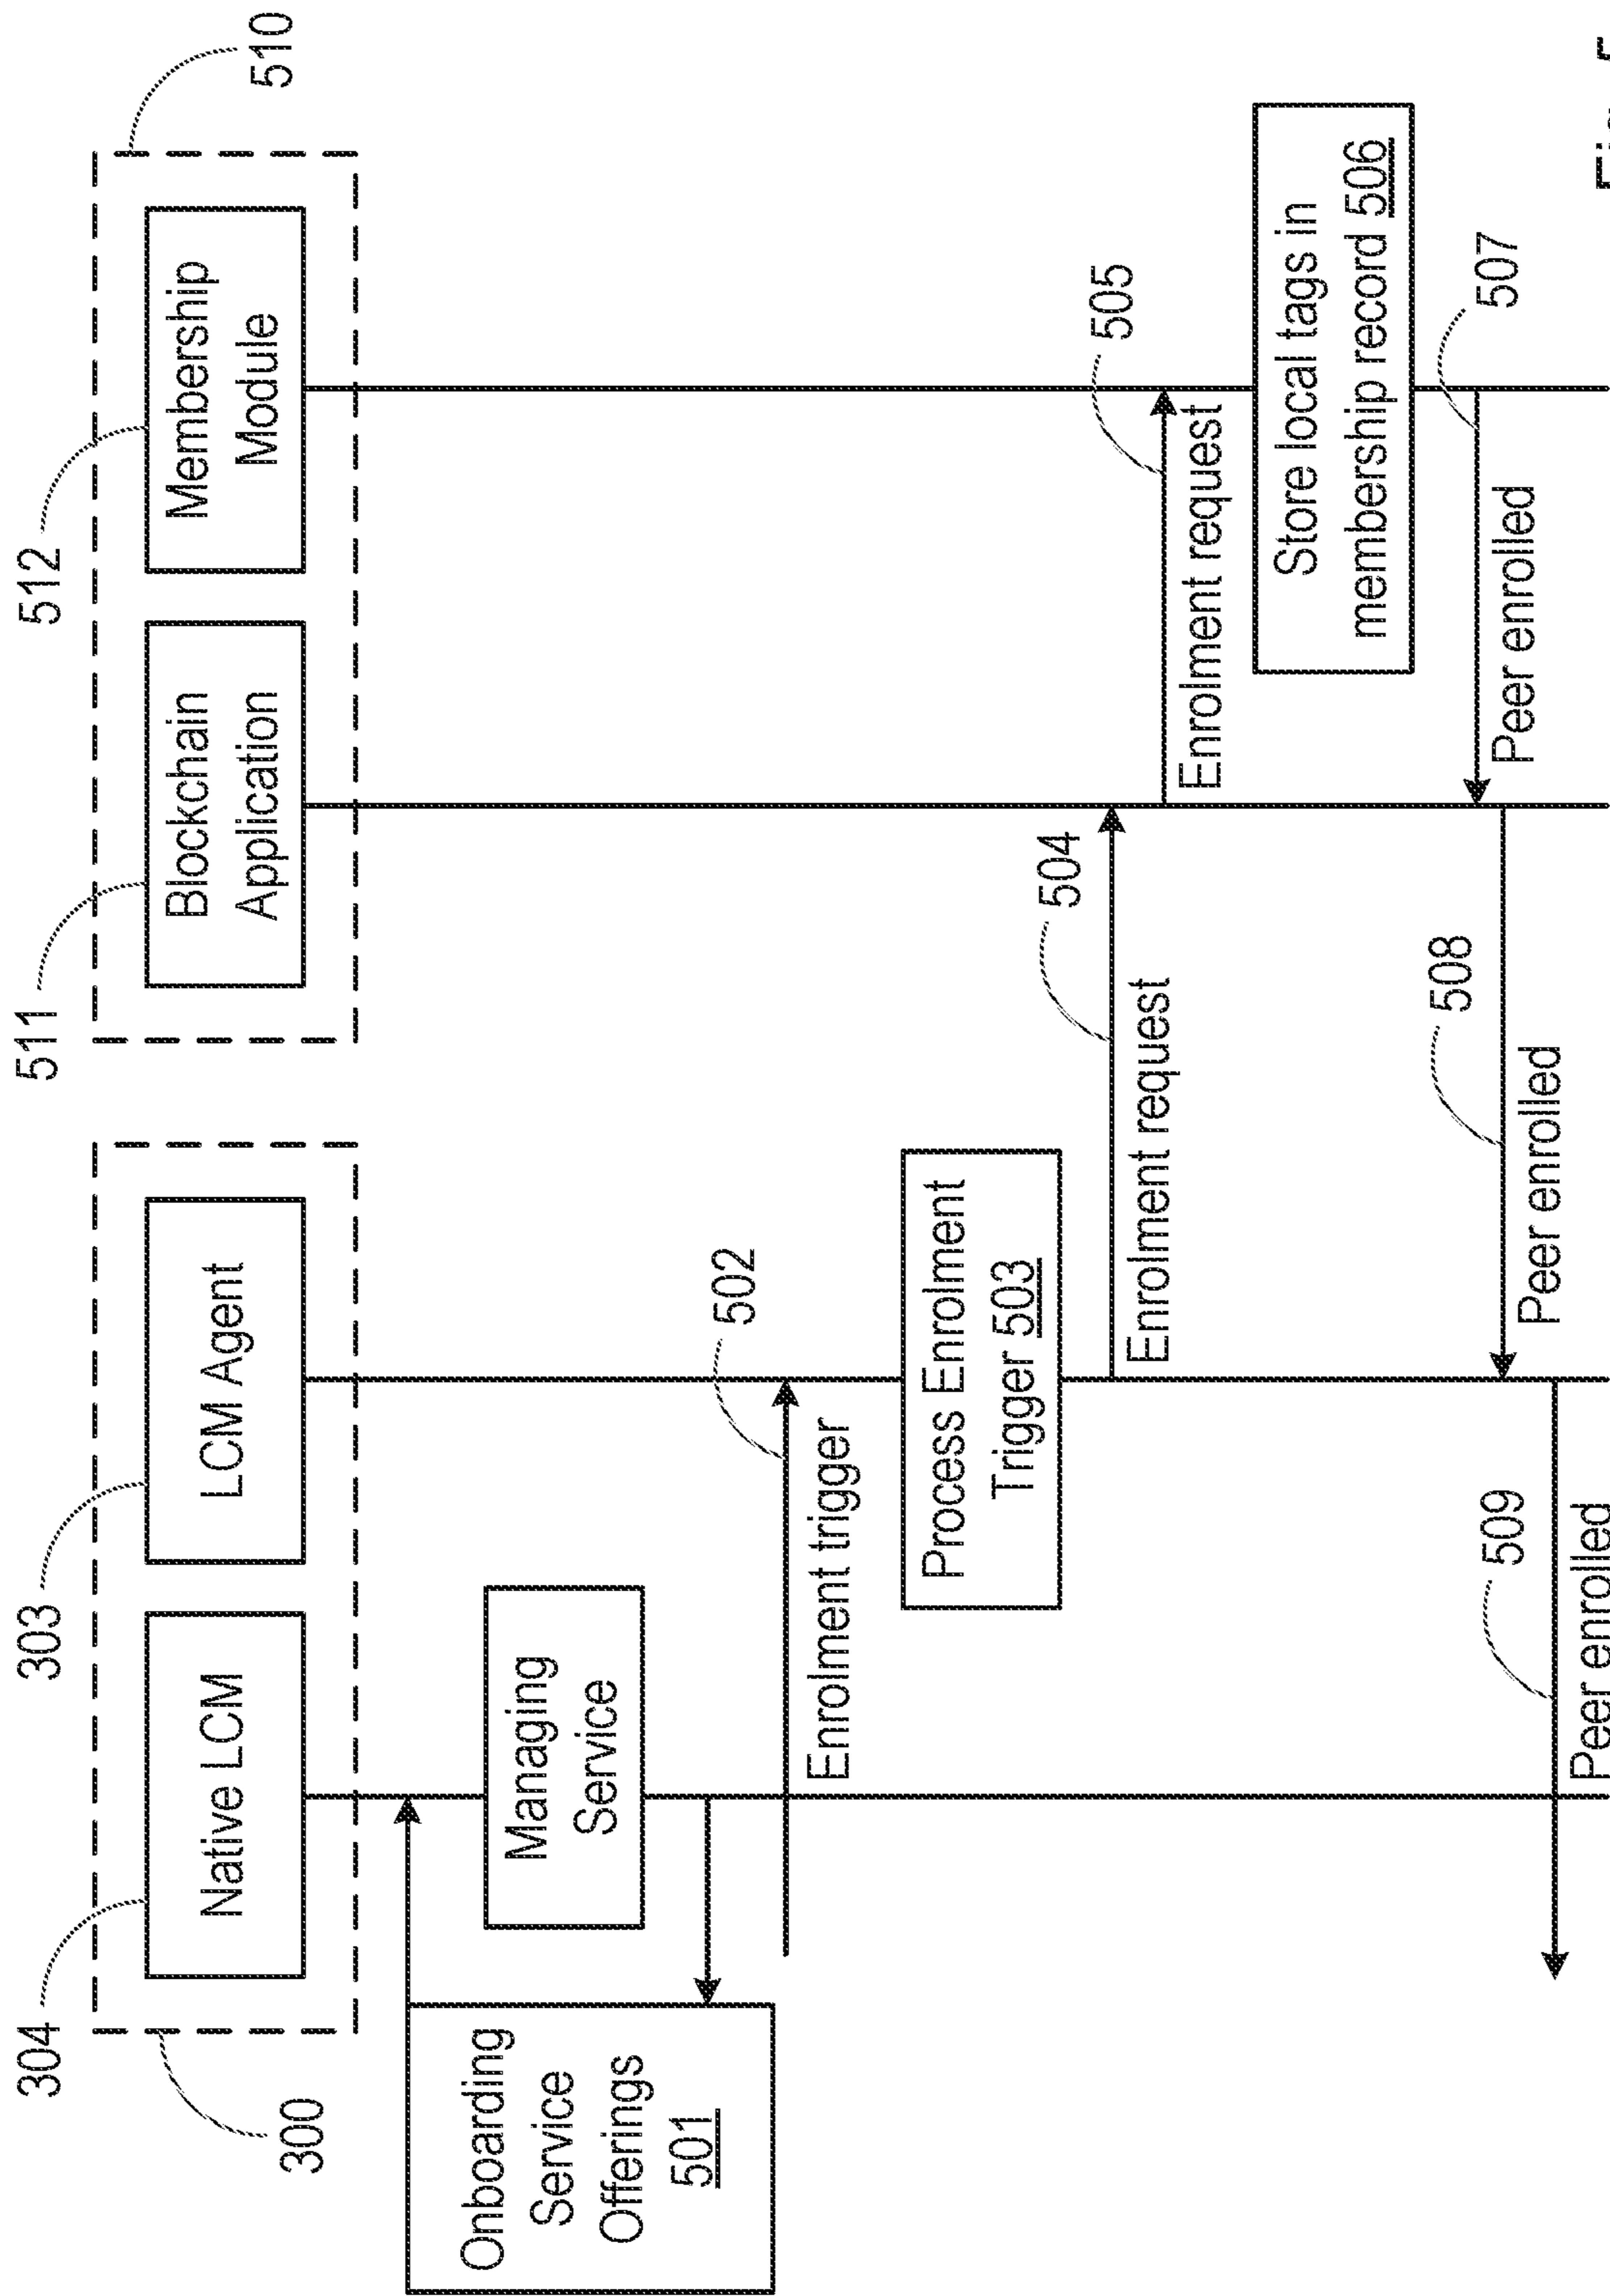 304
303
511
512
300
510
Native LCM
LCM Agent
Blockchain
Application
Membership
Module
Onboarding
Service
Offerings
501
Managing
Service
502
Enrolment trigger
Process Enrolment
Trigger 503
504
Enrolment request
505
Enrolment request
Store local tags in
membership record 506
507
Peer enrolled
508
Peer enrolled
509
Peer enrolled